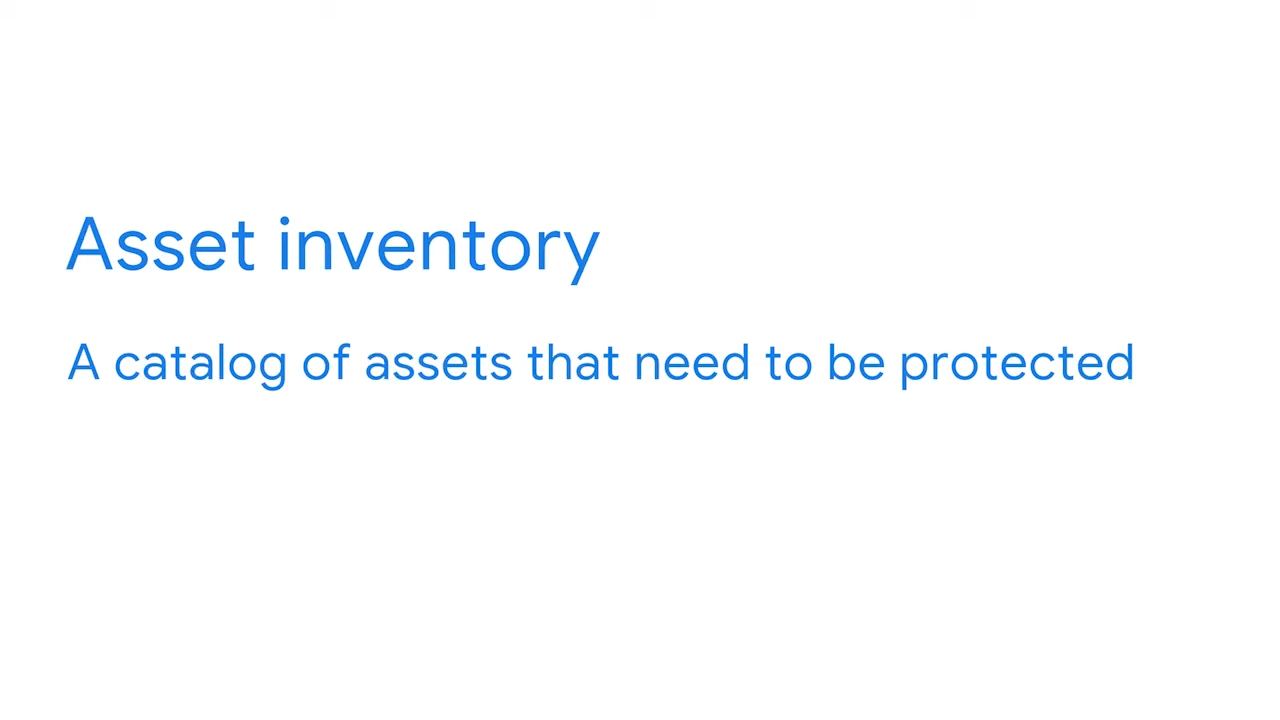 Asset inventory
A catalog of assets that need to be protected